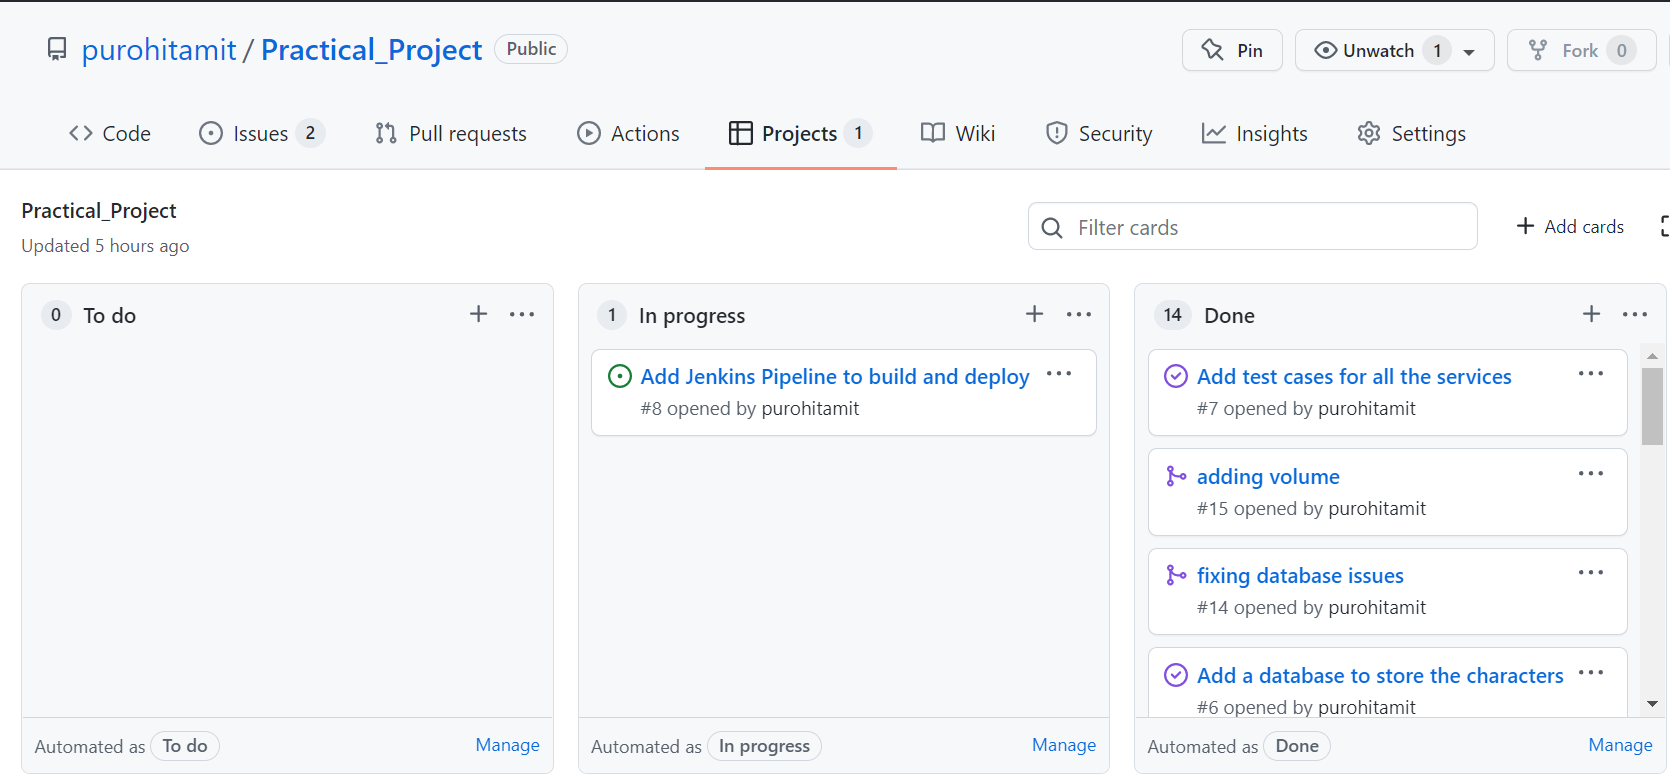 purohitamit / Practical_Project Public
Pin Unwatch 1 Fork 0
Code Issues 2 Pull requests Actions Projects 1 Wiki Security Insights Settings
Practical_Project
Updated 5 hours ago
Filter cards
Add cards
0 To do
Automated as To do Manage
1 In progress
Add Jenkins Pipeline to build and deploy
#8 opened by purohitamit
Automated as In progress Manage
14 Done
Add test cases for all the services
#7 opened by purohitamit
adding volume
#15 opened by purohitamit
fixing database issues
#14 opened by purohitamit
Add a database to store the characters
#6 opened by purohitamit
Automated as Done Manage